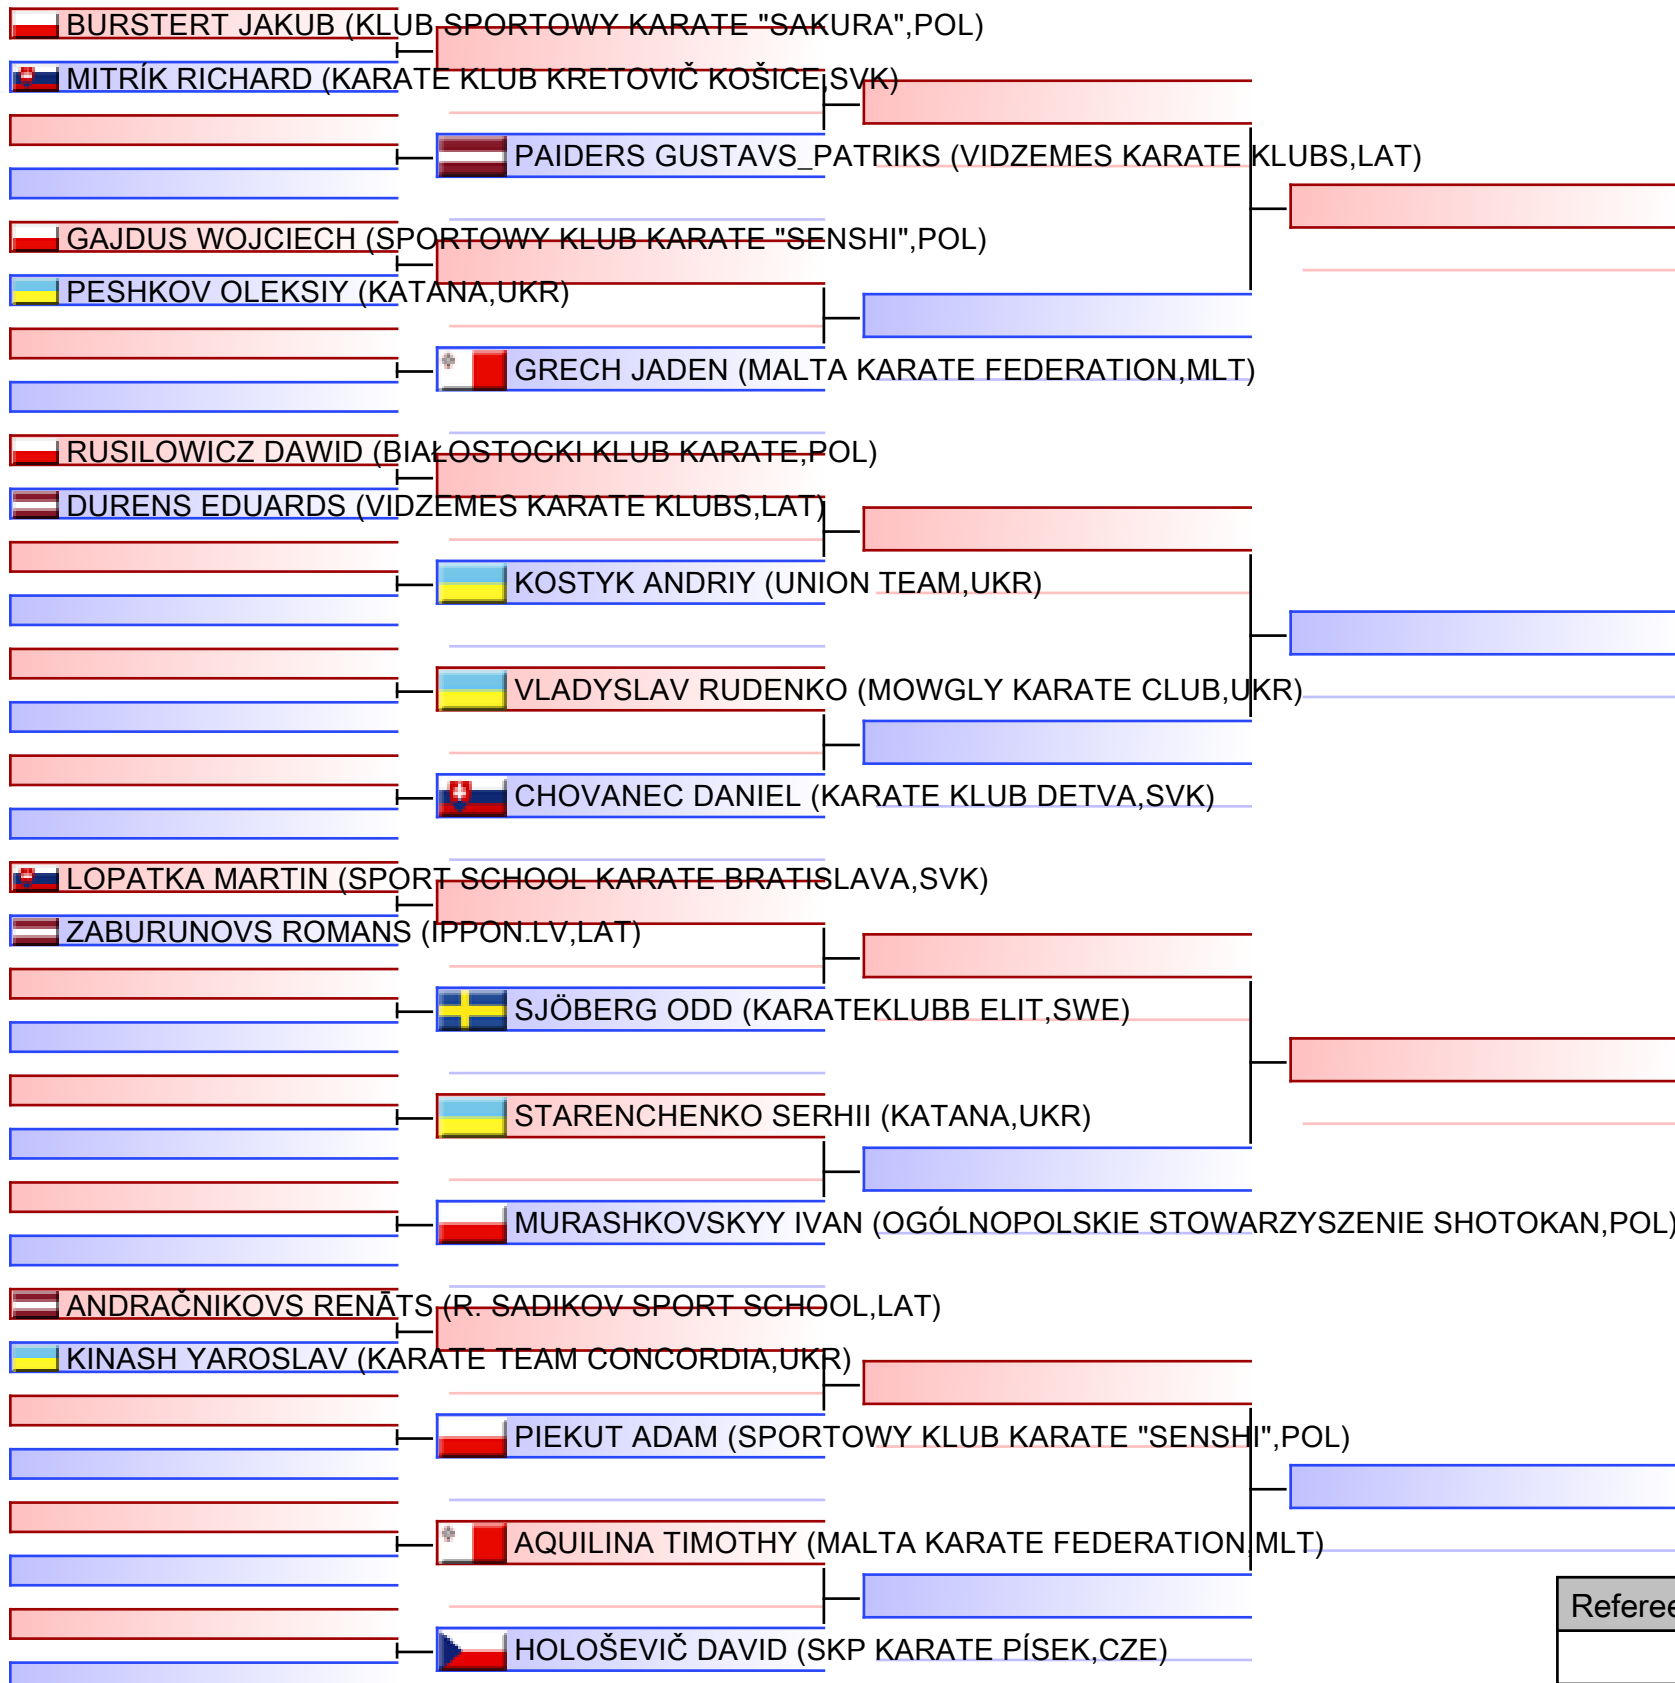 BURSTERT JAKUB (KLUB SPORTOWY KARATE "SAKURA",POL)
MITRÍK RICHARD (KARATE KLUB KRETOVIČ KOŠICE,SVK)
PAIDERS GUSTAVS_PATRIKS (VIDZEMES KARATE KLUBS,LAT)
GAJDUS WOJCIECH (SPORTOWY KLUB KARATE "SENSHI",POL)
PESHKOV OLEKSIY (KATANA,UKR)
GRECH JADEN (MALTA KARATE FEDERATION,MLT)
RUSILOWICZ DAWID (BIAŁOSTOCKI KLUB KARATE,POL)
DURENS EDUARDS (VIDZEMES KARATE KLUBS,LAT)
KOSTYK ANDRIY (UNION TEAM,UKR)
VLADYSLAV RUDENKO (MOWGLY KARATE CLUB,UKR)
CHOVANEC DANIEL (KARATE KLUB DETVA,SVK)
LOPATKA MARTIN (SPORT SCHOOL KARATE BRATISLAVA,SVK)
ZABURUNOVS ROMANS (IPPON.LV,LAT)
SJÖBERG ODD (KARATEKLUBB ELIT,SWE)
STARENCHENKO SERHII (KATANA,UKR)
MURASHKOVSKYY IVAN (OGÓLNOPOLSKIE STOWARZYSZENIE SHOTOKAN,POL)
ANDRAČNIKOVS RENĀTS (R. SADIKOV SPORT SCHOOL,LAT)
KINASH YAROSLAV (KARATE TEAM CONCORDIA,UKR)
PIEKUT ADAM (SPORTOWY KLUB KARATE "SENSHI",POL)
AQUILINA TIMOTHY (MALTA KARATE FEDERATION,MLT)
Referee
HOLOŠEVIČ DAVID (SKP KARATE PÍSEK,CZE)